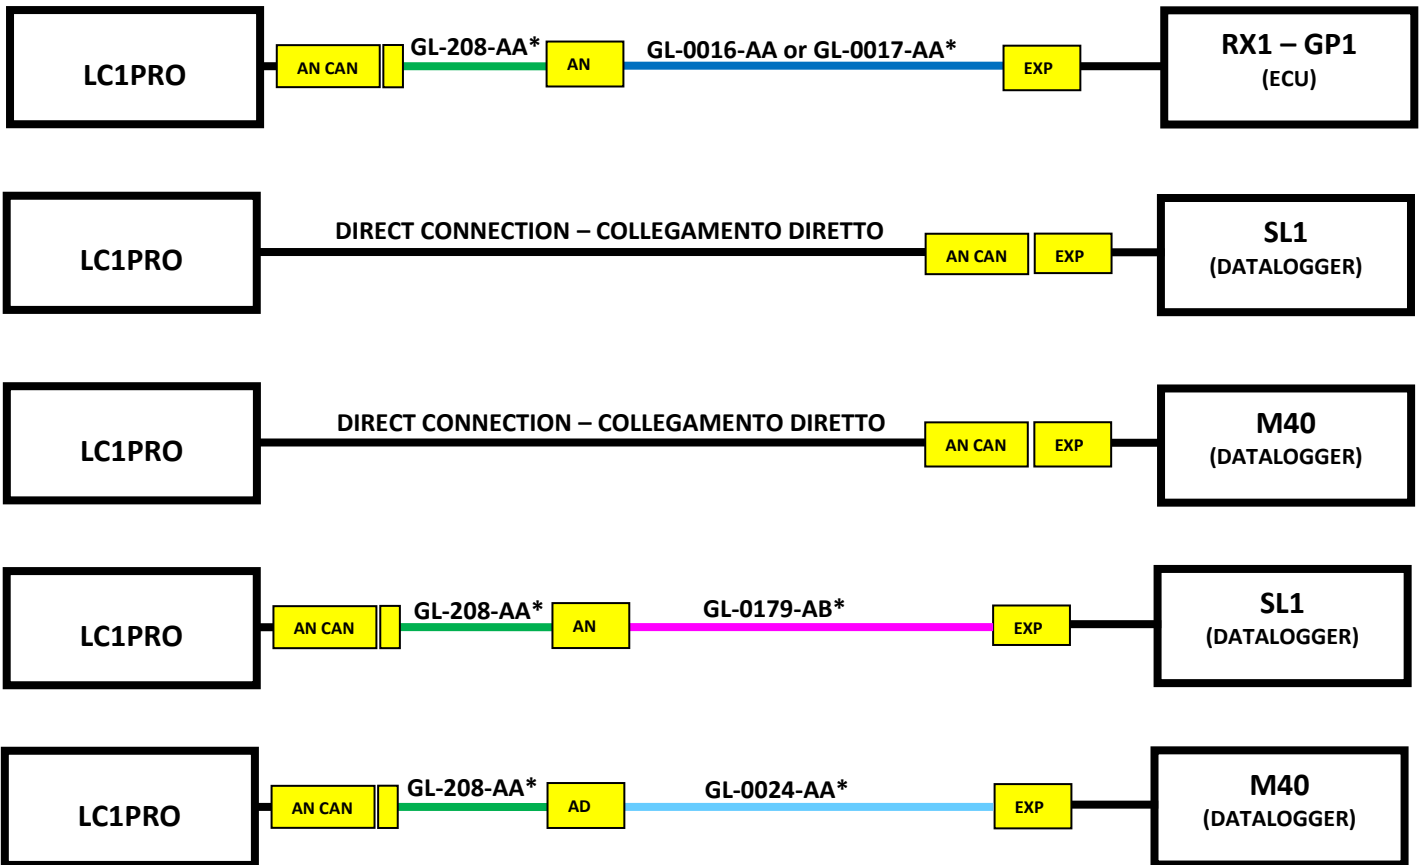 LC1PRO
AN CAN
GL-208-AA*
AN
GL-0016-AA or GL-0017-AA*
EXP
RX1 – GP1
(ECU)
LC1PRO
DIRECT CONNECTION – COLLEGAMENTO DIRETTO
AN CAN
EXP
SL1
(DATALOGGER)
LC1PRO
DIRECT CONNECTION – COLLEGAMENTO DIRETTO
AN CAN
EXP
M40
(DATALOGGER)
LC1PRO
AN CAN
GL-208-AA*
AN
GL-0179-AB*
EXP
SL1
(DATALOGGER)
LC1PRO
AN CAN
GL-208-AA*
AD
GL-0024-AA*
EXP
M40
(DATALOGGER)